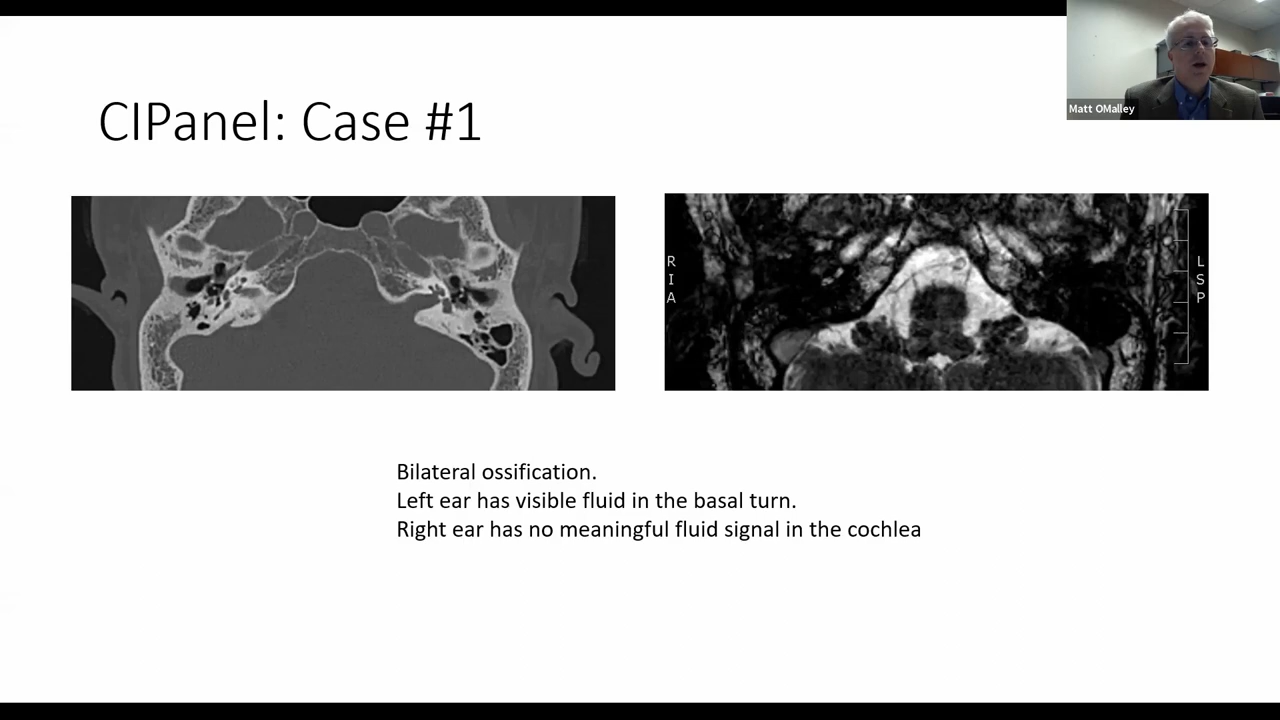 Matt OMalley
CIPanel: Case #1
R
I
A
L
S
P
Bilateral ossification.
Left ear has visible fluid in the basal turn.
Right ear has no meaningful fluid signal in the cochlea